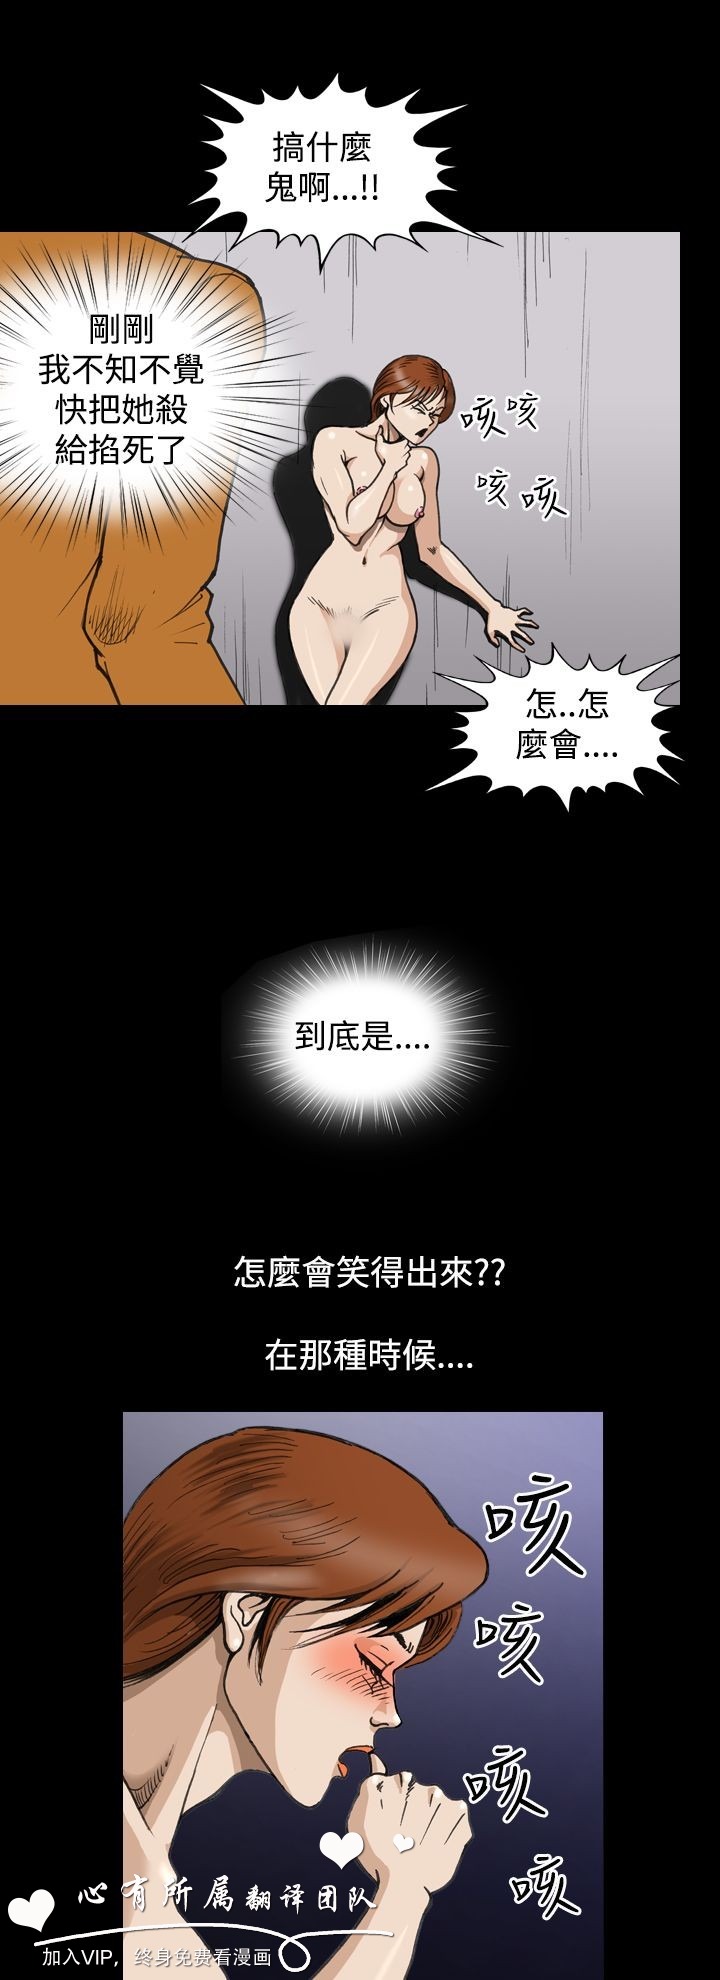 搞什麼
鬼啊...!!
剛剛
我不知不覺
快把她殺
給掐死了
咳咳
咳咳
怎..怎
麼會....
到底是....
怎麼會笑得出來??
在那種時候....
咳
咳
咳
咳
心有所属翻译团队
加入VIP，终身免费看漫画